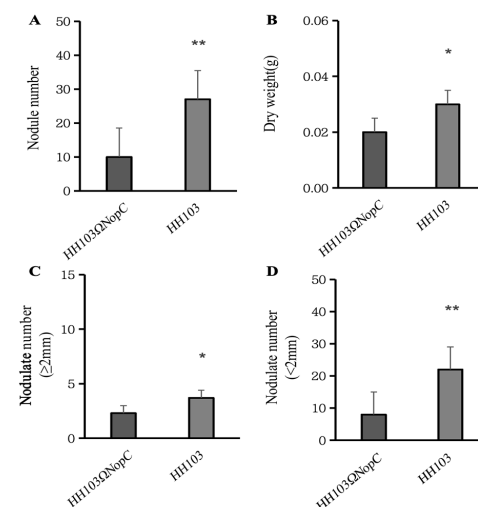 A
Nodule number
50
40
30
20
10
0
**
HH103ΩNopC
HH103
B
Dry weight(g)
0.06
0.04
0.02
0.00
*
HH103ΩNopC
HH103
C
Nodulate number
(≥2mm)
15
10
5
0
*
HH103ΩNopC
HH103
D
Nodulate number
(<2mm)
50
40
30
20
10
0
**
HH103ΩNopC
HH103